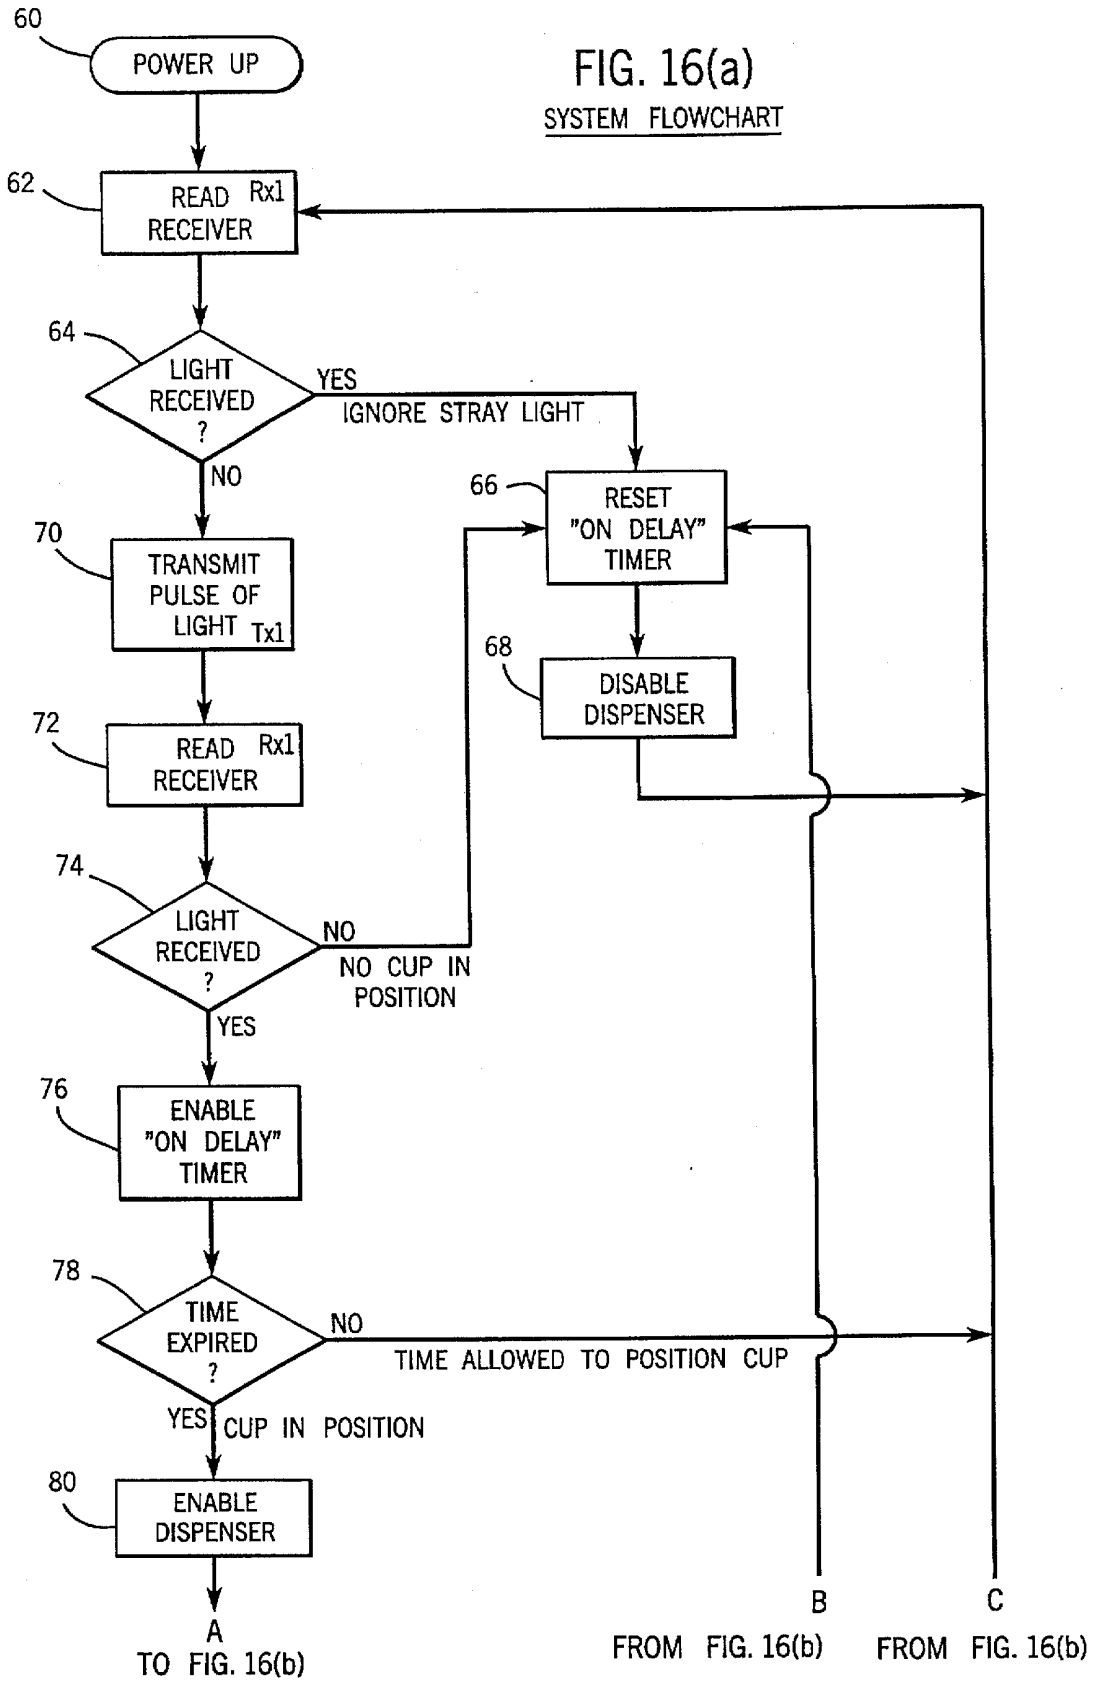 60
POWER UP
FIG. 16(a)
SYSTEM FLOWCHART
62
READ Rx1
RECEIVER
64
LIGHT
RECEIVED
?
YES
IGNORE STRAY LIGHT
NO
66
RESET
"ON DELAY"
TIMER
70
TRANSMIT
PULSE OF
LIGHT Tx1
68
DISABLE
DISPENSER
72
READ Rx1
RECEIVER
74
LIGHT
RECEIVED
?
NO
NO CUP IN
POSITION
YES
76
ENABLE
"ON DELAY"
TIMER
78
TIME
EXPIRED
?
NO
TIME ALLOWED TO POSITION CUP
YES
CUP IN POSITION
80
ENABLE
DISPENSER
A
TO FIG. 16(b)
B
FROM FIG. 16(b)
C
FROM FIG. 16(b)